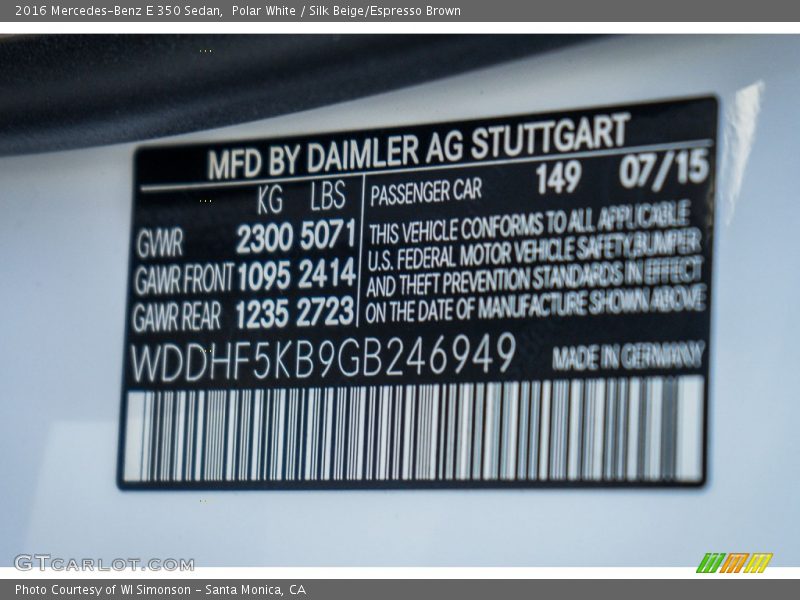 2016 Mercedes-Benz E 350 Sedan, Polar White / Silk Beige/Espresso Brown
MFD BY DAIMLER AG STUTTGART
KG LBS
GVWR 2300 5071
GAWR FRONT 1095 2414
GAWR REAR 1235 2723
PASSENGER CAR 149 07/15
THIS VEHICLE CONFORMS TO ALL APPLICABLE
U.S. FEDERAL MOTOR VEHICLE SAFETY, BUMPER
AND THEFT PREVENTION STANDARDS IN EFFECT
ON THE DATE OF MANUFACTURE SHOWN ABOVE
WDDHF5KB9GB246949 MADE IN GERMANY
GTCARLOT.COM
Photo Courtesy of WI Simonson - Santa Monica, CA